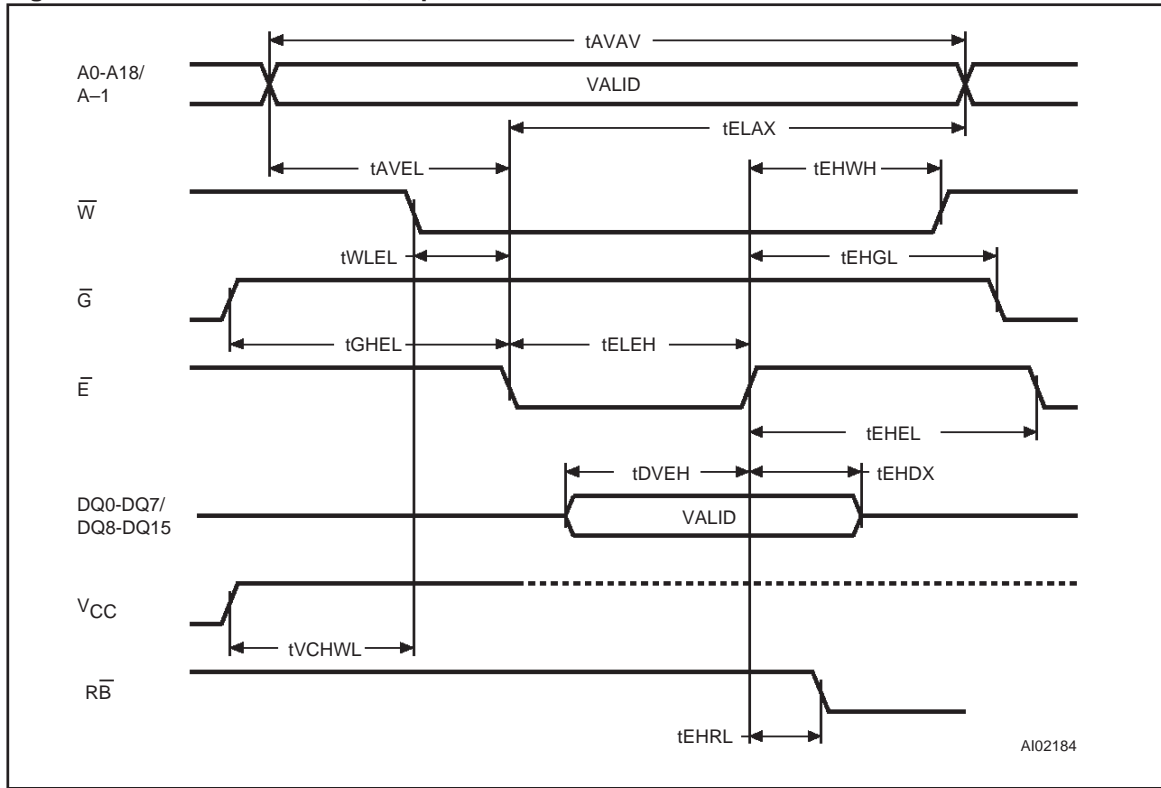 tAVAV
A0-A18/
A–1
VALID
tELAX
tAVEL
tEHWH
W̅
tWLEL
tEHGL
G̅
tGHEL
tELEH
E̅
tEHEL
tDVEH
tEHDX
DQ0-DQ7/
DQ8-DQ15
VALID
VCC
tVCHWL
RB̅
tEHRL
AI02184